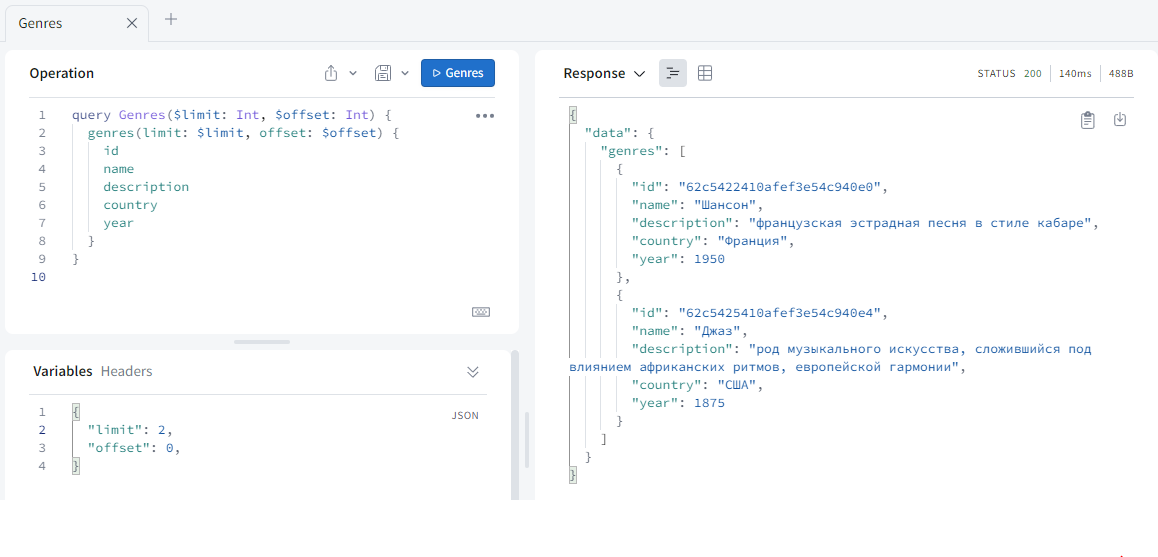 Genres
Operation
Genres
1 query Genres($limit: Int, $offset: Int) {
2 genres(limit: $limit, offset: $offset) {
3 id
4 name
5 description
6 country
7 year
8 }
9 }
10
Variables Headers
JSON
1 {
2 "limit": 2,
3 "offset": 0,
4 }
Response
STATUS 200 140ms 488B
{
"data": {
"genres": [
{
"id": "62c5422410afef3e54c940e0",
"name": "Шансон",
"description": "французская эстрадная песня в стиле кабаре",
"country": "Франция",
"year": 1950
},
{
"id": "62c5425410afef3e54c940e4",
"name": "Джаз",
"description": "род музыкального искусства, сложившийся под
влиянием африканских ритмов, европейской гармонии",
"country": "США",
"year": 1875
}
]
}
}